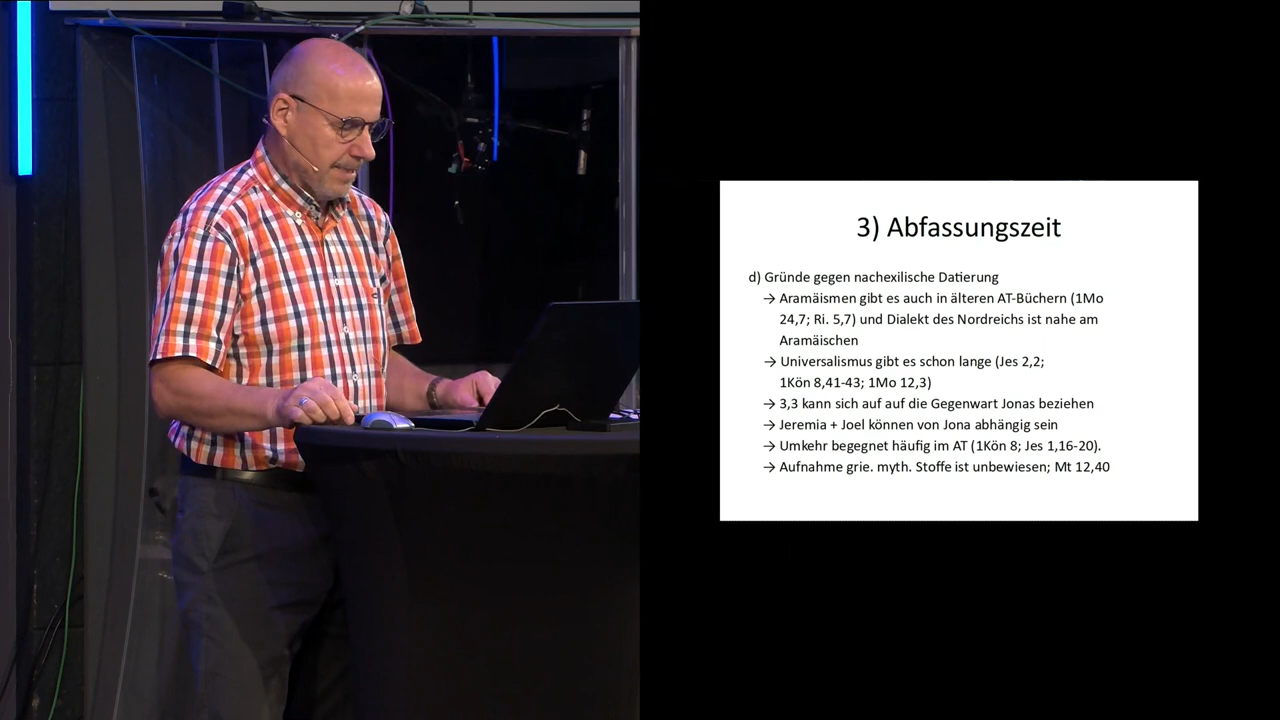 3) Abfassungszeit
d) Gründe gegen nachexilische Datierung
→ Aramäismen gibt es auch in älteren AT-Büchern (1Mo
24,7; Ri. 5,7) und Dialekt des Nordreichs ist nahe am
Aramäischen
→ Universalismus gibt es schon lange (Jes 2,2;
1Kön 8,41-43; 1Mo 12,3)
→ 3,3 kann sich auf auf die Gegenwart Jonas beziehen
→ Jeremia + Joel können von Jona abhängig sein
→ Umkehr begegnet häufig im AT (1Kön 8; Jes 1,16-20).
→ Aufnahme grie. myth. Stoffe ist unbewiesen; Mt 12,40